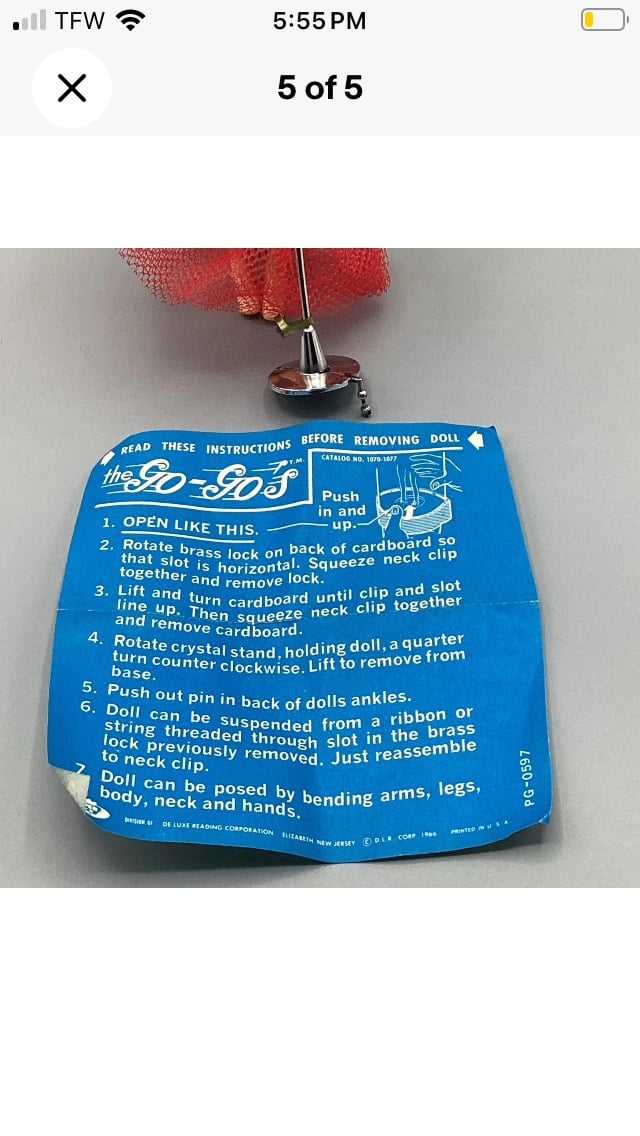 TFW
5:55 PM
5 of 5
READ THESE INSTRUCTIONS BEFORE REMOVING DOLL
the Go-Go's T.M.
CATALOG NO. 1070-1077
Push
in and
up.
1. OPEN LIKE THIS.
2. Rotate brass lock on back of cardboard so
that slot is horizontal. Squeeze neck clip
together and remove lock.
3. Lift and turn cardboard until clip and slot
line up. Then squeeze neck clip together
and remove cardboard.
4. Rotate crystal stand, holding doll, a quarter
turn counter clockwise. Lift to remove from
base.
5. Push out pin in back of dolls ankles.
6. Doll can be suspended from a ribbon or
string threaded through slot in the brass
lock previously removed. Just reassemble
to neck clip.
7. Doll can be posed by bending arms, legs,
body, neck and hands.
PG-0597
DIVISION OF DE LUXE READING CORPORATION ELIZABETH, NEW JERSEY © D.L.R. CORP. 1966 PRINTED IN U.S.A.